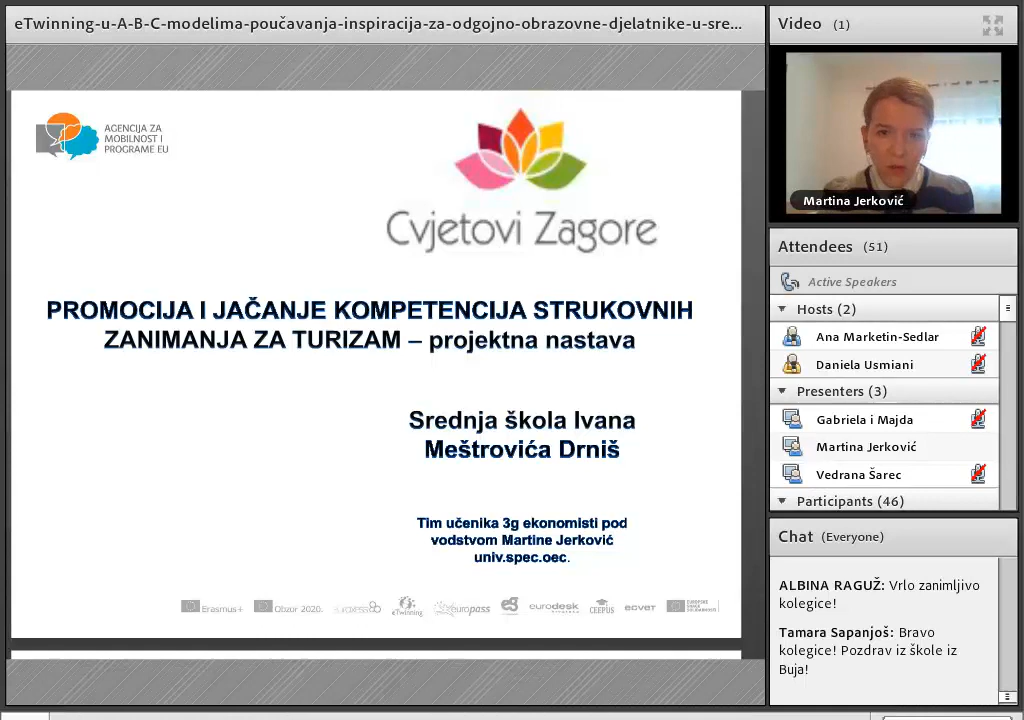 eTwinning-u-A-B-C-modelima-poučavanja-inspiracija-za-odgojno-obrazovne-djelatnike-u-sre...
AGENCIJA ZA
MOBILNOST I
PROGRAME EU
Cvjetovi Zagore
PROMOCIJA I JAČANJE KOMPETENCIJA STRUKOVNIH
ZANIMANJA ZA TURIZAM – projektna nastava
Srednja škola Ivana
Meštrovića Drniš
Tim učenika 3g ekonomisti pod
vodstvom Martine Jerković
univ.spec.oec.
Erasmus+ Obzor 2020. eTwinning europass eurodesk CEEPUS ecvet
Video (1)
Martina Jerković
Attendees (51)
Active Speakers
Hosts (2)
Ana Marketin-Sedlar
Daniela Usmiani
Presenters (3)
Gabriela i Majda
Martina Jerković
Vedrana Šarec
Participants (46)
Chat (Everyone)
ALBINA RAGUŽ: Vrlo zanimljivo
kolegice!
Tamara Sapanjoš: Bravo
kolegice! Pozdrav iz škole iz
Buja!